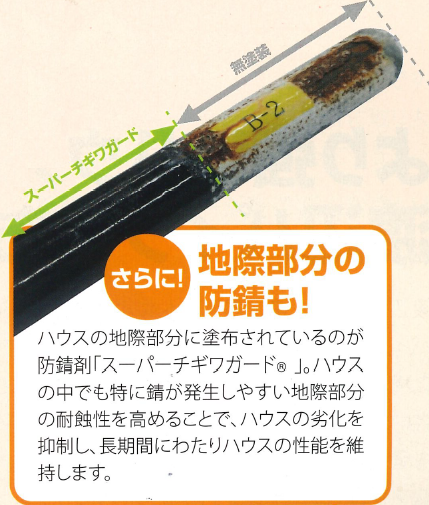 無塗装
スーパーチギワガード
B-2
さらに!
地際部分の
防錆も!
ハウスの地際部分に塗布されているのが
防錆剤「スーパーチギワガード® 」。ハウス
の中でも特に錆が発生しやすい地際部分
の耐蝕性を高めることで、ハウスの劣化を
抑制し、長期間にわたりハウスの性能を維
持します。